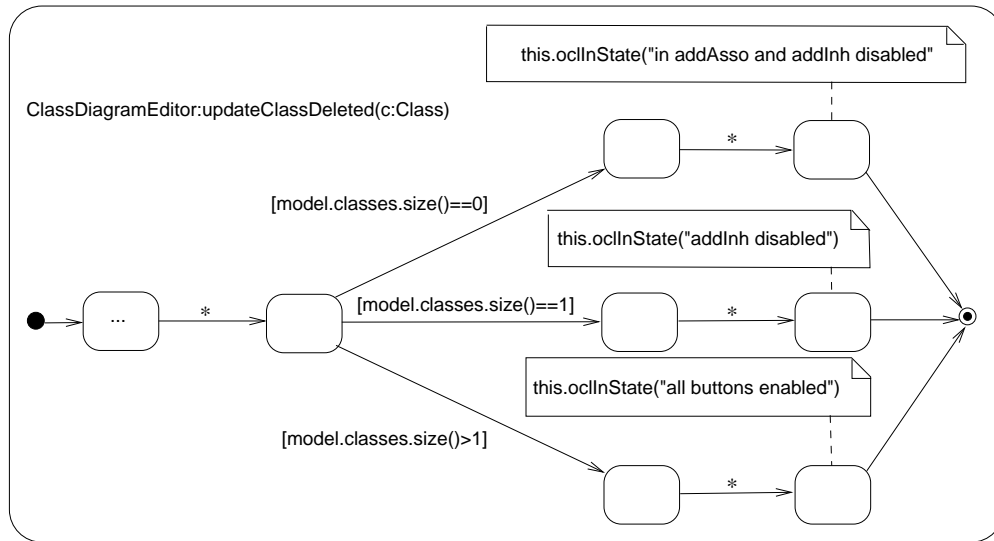 this.oclInState("in addAsso and addInh disabled"
ClassDiagramEditor:updateClassDeleted(c:Class)
*
[model.classes.size()==0]
this.oclInState("addInh disabled")
...
*
[model.classes.size()==1]
*
this.oclInState("all buttons enabled")
[model.classes.size()>1]
*